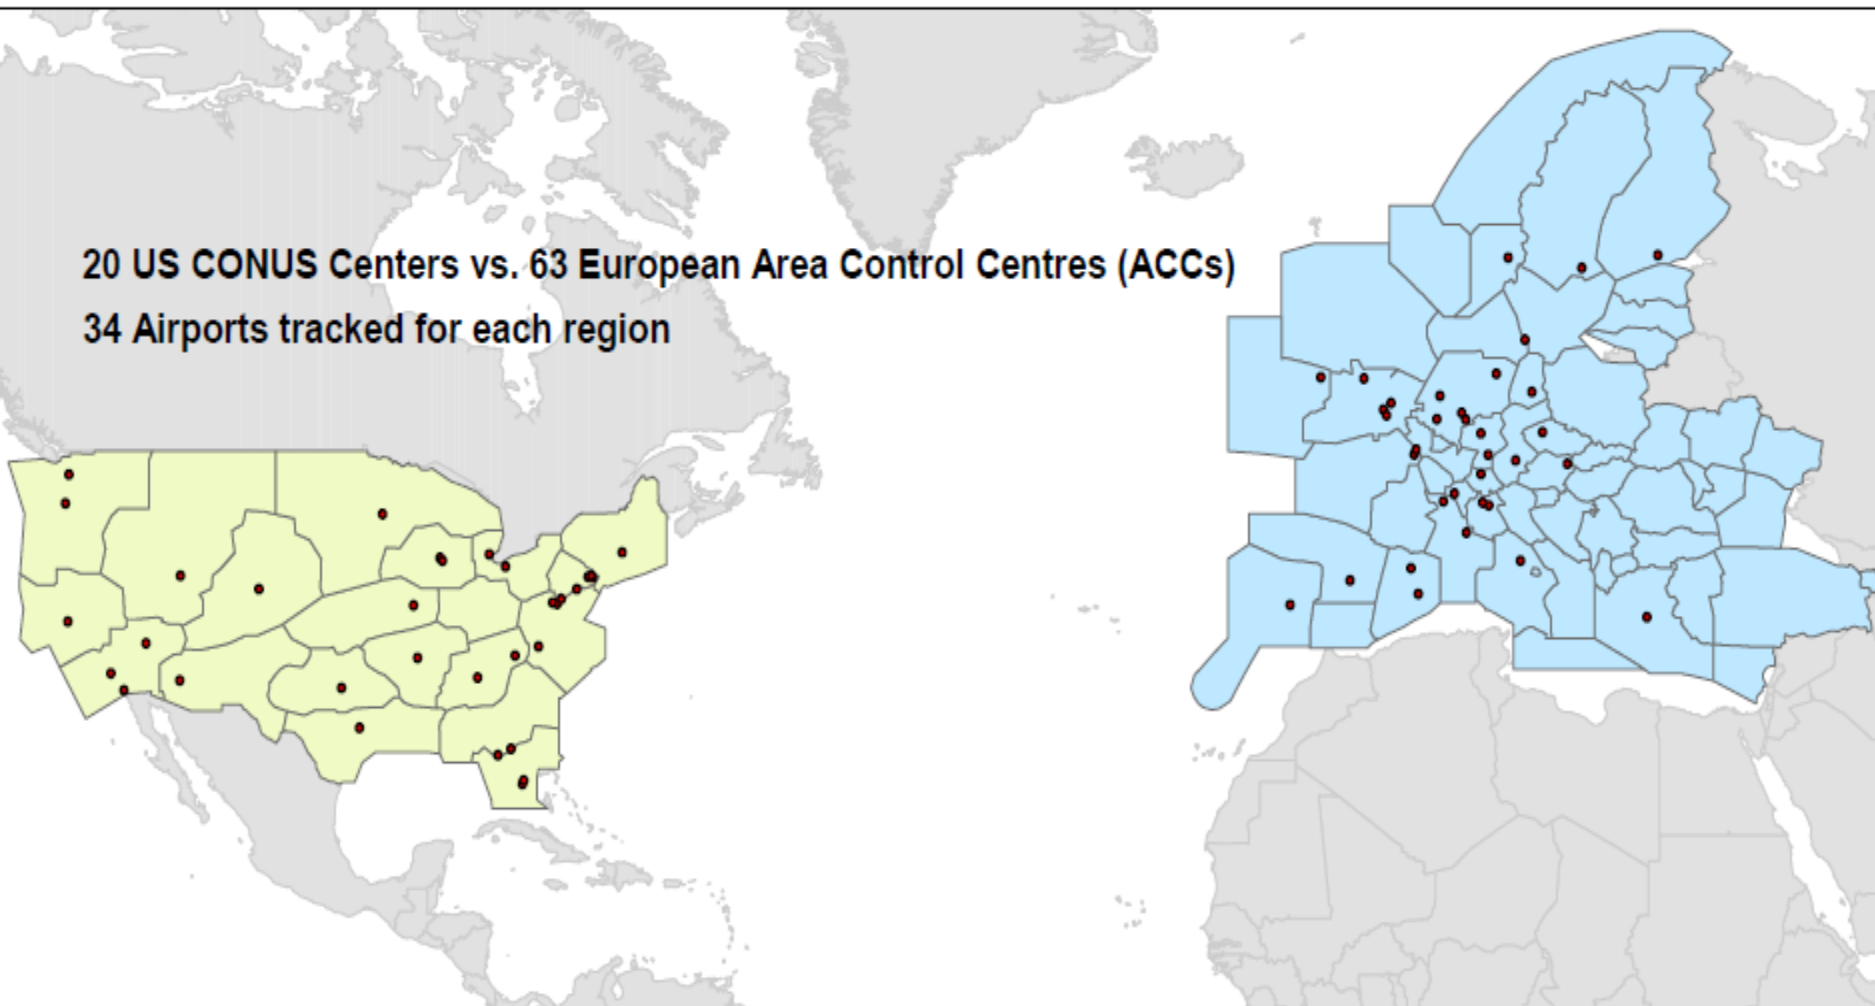 20 US CONUS Centers vs. 63 European Area Control Centres (ACCs)
34 Airports tracked for each region